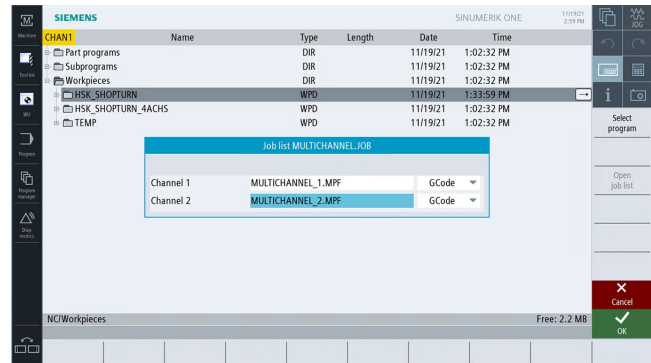 SIEMENS
SINUMERIK ONE
11/19/21
2:59 PM
JOG
Machine
CHAN1 Name Type Length Date Time
Part programs DIR 11/19/21 1:02:32 PM
Subprograms DIR 11/19/21 1:02:32 PM
Workpieces DIR 11/19/21 1:02:32 PM
HSK_SHOPTURN WPD 11/19/21 1:33:59 PM
HSK_SHOPTURN_4ACHS WPD 11/19/21 1:02:32 PM
TEMP WPD 11/19/21 1:02:32 PM
Tool list
WO
Program
Program
manager
Diag
nostics
Job list MULTICHANNEL.JOB
Channel 1 MULTICHANNEL_1.MPF GCode
Channel 2 MULTICHANNEL_2.MPF GCode
Select
program
Open
job list
Cancel
OK
NC/Workpieces Free: 2.2 MB